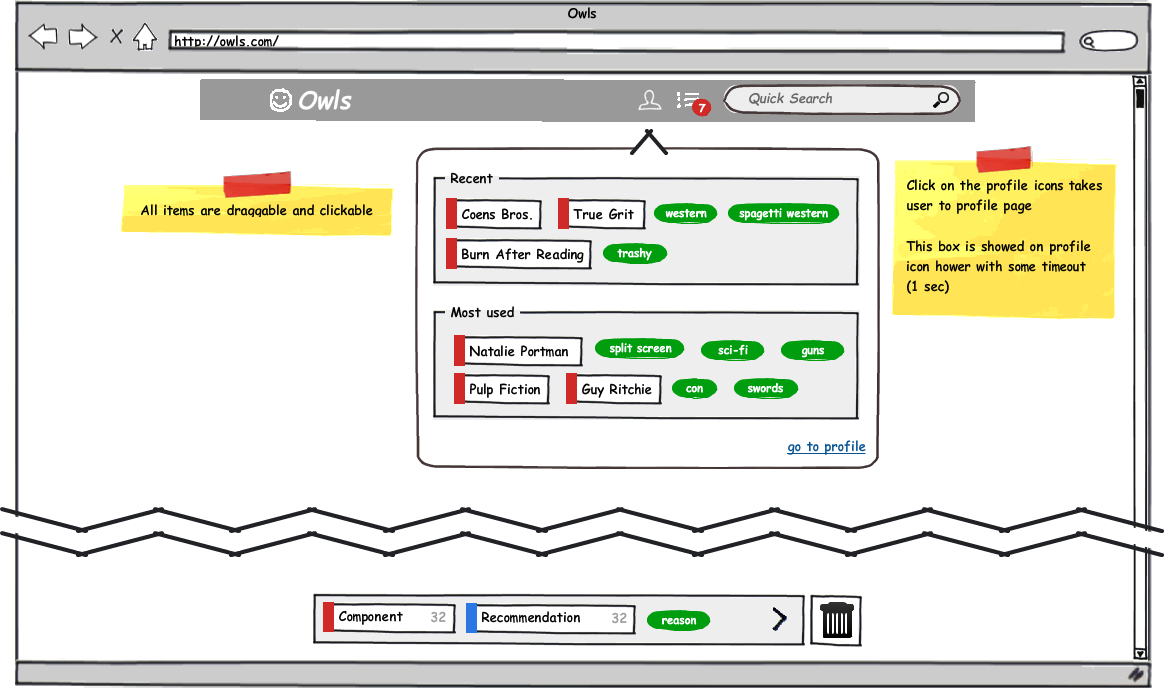 Owls
http://owls.com/
Owls
7
Quick Search
All items are draggable and clickable
Click on the profile icons takes
user to profile page
This box is showed on profile
icon hower with some timeout
(1 sec)
Recent
Coens Bros.
True Grit
western
spagetti western
Burn After Reading
trashy
Most used
Natalie Portman
split screen
sci-fi
guns
Pulp Fiction
Guy Ritchie
con
swords
go to profile
Component 32
Recommendation 32
reason